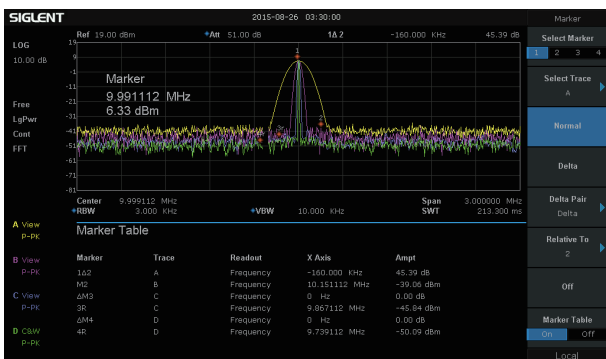 SIGLENT 2015-08-26 03:30:00 Marker
LOG
10.00 dB
Free
LgPwr
Cont
FFT
Ref 19.00 dBm *Att 51.00 dB 1Δ 2 -160.000 KHz 45.39 dB
19
9
-1
-11
-21
-31
-41
-51
-61
-71
-81
1
2
Marker
9.991112 MHz
6.33 dBm
Center 9.999112 MHz Span 3.000000 MHz
*RBW 3.000 KHz *VBW 10.000 KHz SWT 213.300 ms
A View
P-PK
B View
P-PK
C View
P-PK
D C&W
P-PK
Marker Table
Marker Trace Readout X Axis Ampt
1Δ2 A Frequency -160.000 KHz 45.39 dB
M2 B Frequency 10.151112 MHz -39.06 dBm
ΔM3 C Frequency 0 Hz 0.00 dB
3R C Frequency 9.867112 MHz -45.84 dBm
ΔM4 D Frequency 0 Hz 0.00 dB
4R D Frequency 9.739112 MHz -50.09 dBm
Select Marker
1 2 3 4
Select Trace
A
Normal
Delta
Delta Pair
Delta
Relative To
2
Off
Marker Table
On Off
Local